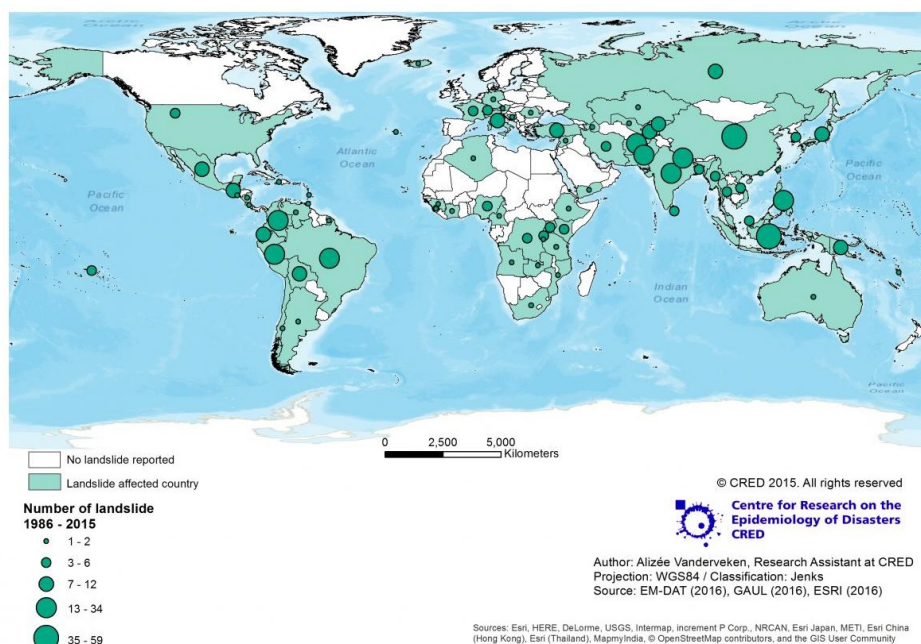 Arctic Ocean
Arctic Ocean
Atlantic
Ocean
Pacific
Ocean
Pacific
Ocean
Indian
Ocean
Pacific
Ocean
0 2,500 5,000
Kilometers
No landslide reported
Landslide affected country
Number of landslide
1986 - 2015
1 - 2
3 - 6
7 - 12
13 - 34
35 - 59
© CRED 2015. All rights reserved
Centre for Research on the
Epidemiology of Disasters
CRED
Author: Alizée Vanderveken, Research Assistant at CRED
Projection: WGS84 / Classification: Jenks
Source: EM-DAT (2016), GAUL (2016), ESRI (2016)
Sources: Esri, HERE, DeLorme, USGS, Intermap, increment P Corp., NRCAN, Esri Japan, METI, Esri China
(Hong Kong), Esri (Thailand), MapmyIndia, © OpenStreetMap contributors, and the GIS User Community